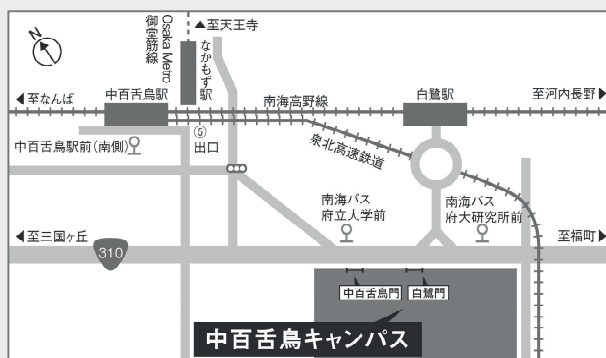 N
Osaka Metro
御堂筋線
▲至天王寺
なかもず駅
◀至なんば
中百舌鳥駅
南海高野線
白鷺駅
至河内長野▶
中百舌鳥駅前(南側)
⑤
出口
泉北高速鉄道
南海バス
府立大学前
南海バス
府大研究所前
◀至三国ヶ丘
310
至福町▶
中百舌鳥門
白鷺門
中百舌鳥キャンパス